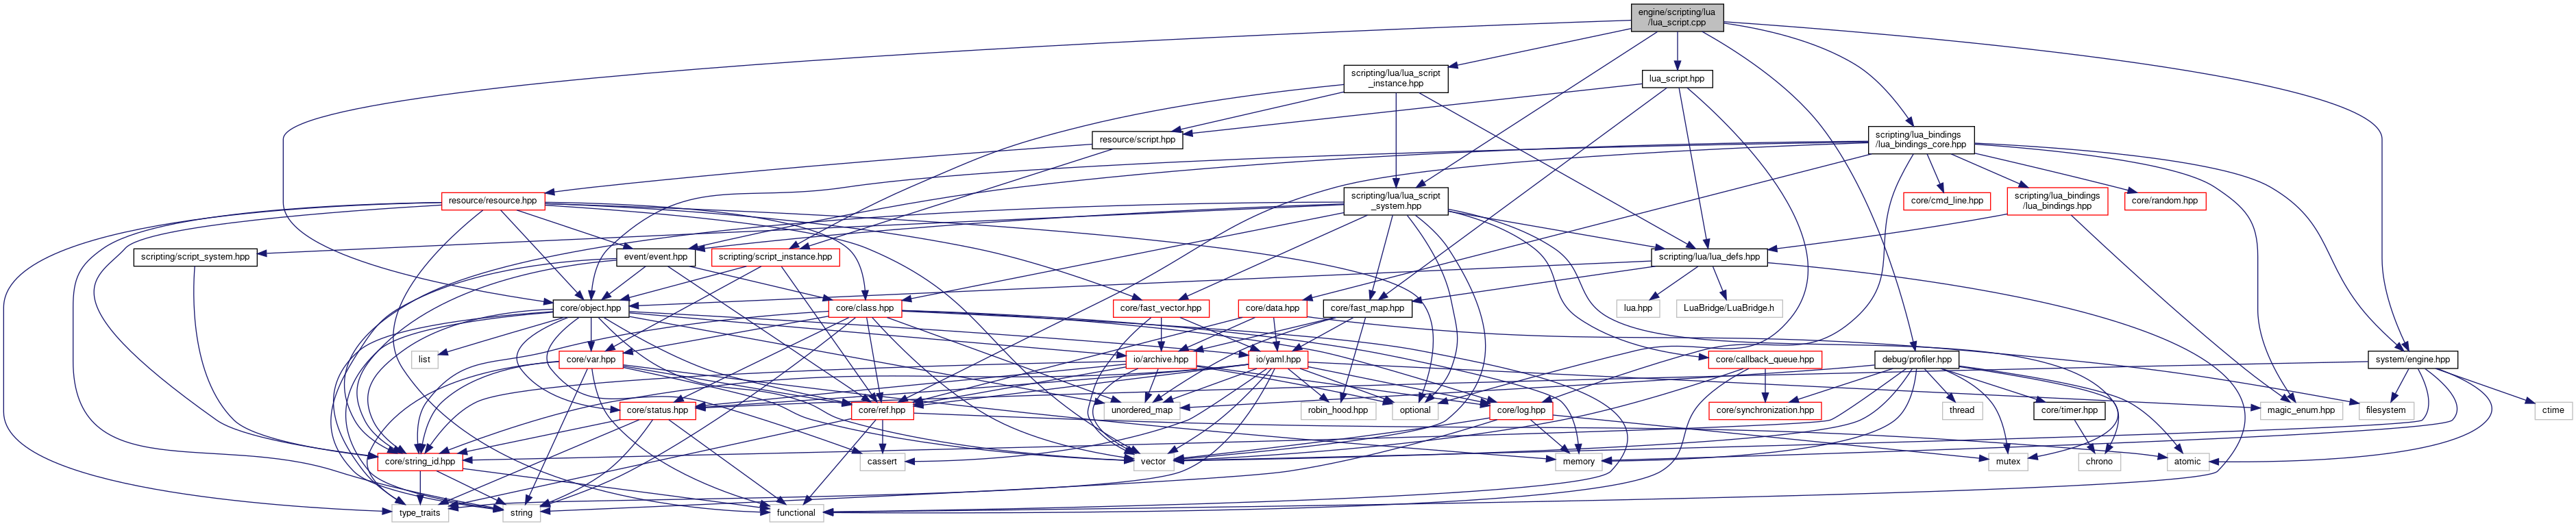 engine/scripting/lua
/lua_script.cpp
scripting/lua/lua_script
_instance.hpp
lua_script.hpp
resource/script.hpp
scripting/lua_bindings
/lua_bindings_core.hpp
resource/resource.hpp
scripting/lua/lua_script
_system.hpp
core/cmd_line.hpp
scripting/lua_bindings
/lua_bindings.hpp
core/random.hpp
scripting/script_system.hpp
event/event.hpp
scripting/script_instance.hpp
scripting/lua/lua_defs.hpp
core/object.hpp
core/class.hpp
core/fast_vector.hpp
core/data.hpp
core/fast_map.hpp
lua.hpp
LuaBridge/LuaBridge.h
list
core/var.hpp
io/archive.hpp
io/yaml.hpp
core/callback_queue.hpp
debug/profiler.hpp
system/engine.hpp
core/status.hpp
core/ref.hpp
unordered_map
robin_hood.hpp
optional
core/log.hpp
core/synchronization.hpp
thread
core/timer.hpp
magic_enum.hpp
filesystem
ctime
core/string_id.hpp
cassert
vector
memory
mutex
chrono
atomic
type_traits
string
functional